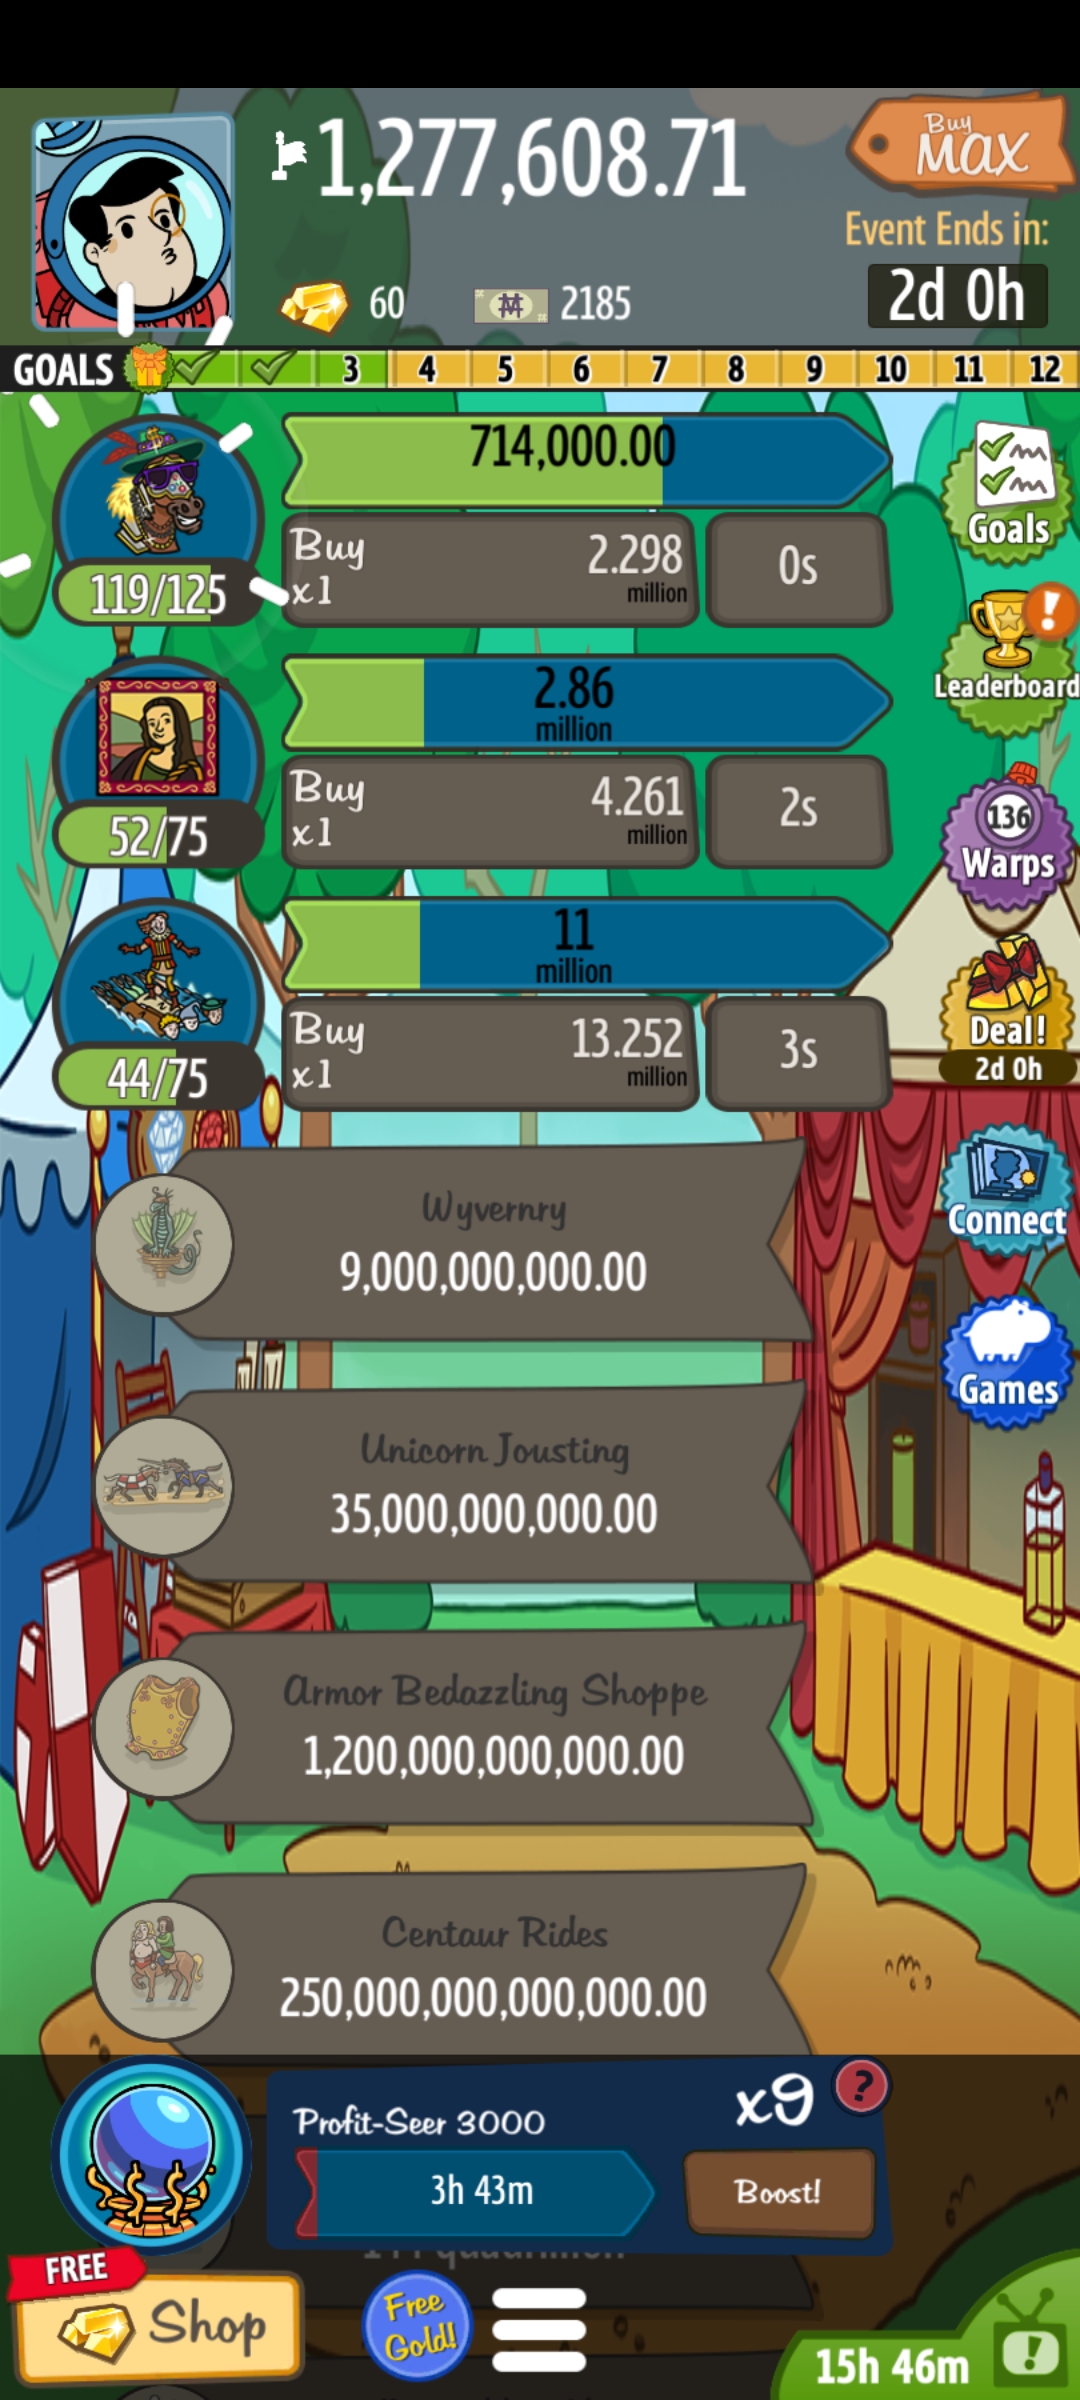 1,277,608.71
Buy
MAX
Event Ends in:
2d 0h
60
2185
GOALS 3 4 5 6 7 8 9 10 11 12
714,000.00
Goals
119/125
Buy
x1
2.298
million
0s
Leaderboard
2.86
million
52/75
Buy
x1
4.261
million
2s
136
Warps
11
million
44/75
Buy
x1
13.252
million
3s
Deal!
2d 0h
Wyvernry
9,000,000,000.00
Connect
Games
Unicorn Jousting
35,000,000,000.00
Armor Bedazzling Shoppe
1,200,000,000,000.00
Centaur Rides
250,000,000,000,000.00
Profit-Seer 3000
x9
?
3h 43m
Boost!
FREE
Shop
Free
Gold!
15h 46m